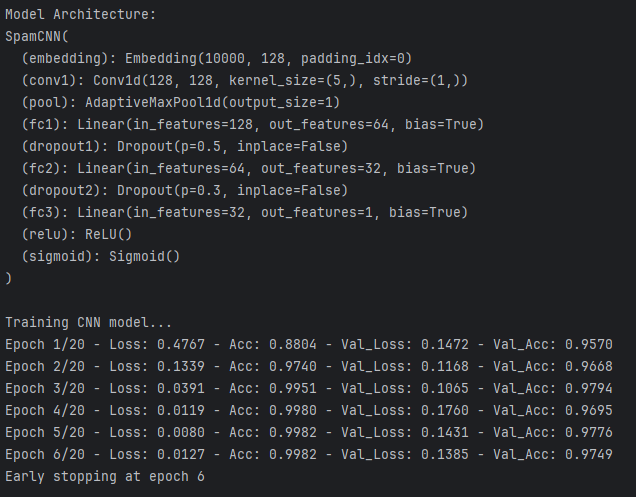 Model Architecture:
SpamCNN(
  (embedding): Embedding(10000, 128, padding_idx=0)
  (conv1): Conv1d(128, 128, kernel_size=(5,), stride=(1,))
  (pool): AdaptiveMaxPool1d(output_size=1)
  (fc1): Linear(in_features=128, out_features=64, bias=True)
  (dropout1): Dropout(p=0.5, inplace=False)
  (fc2): Linear(in_features=64, out_features=32, bias=True)
  (dropout2): Dropout(p=0.3, inplace=False)
  (fc3): Linear(in_features=32, out_features=1, bias=True)
  (relu): ReLU()
  (sigmoid): Sigmoid()
)
Training CNN model...
Epoch 1/20 - Loss: 0.4767 - Acc: 0.8804 - Val_Loss: 0.1472 - Val_Acc: 0.9570
Epoch 2/20 - Loss: 0.1339 - Acc: 0.9740 - Val_Loss: 0.1168 - Val_Acc: 0.9668
Epoch 3/20 - Loss: 0.0391 - Acc: 0.9951 - Val_Loss: 0.1065 - Val_Acc: 0.9794
Epoch 4/20 - Loss: 0.0119 - Acc: 0.9980 - Val_Loss: 0.1760 - Val_Acc: 0.9695
Epoch 5/20 - Loss: 0.0080 - Acc: 0.9982 - Val_Loss: 0.1431 - Val_Acc: 0.9776
Epoch 6/20 - Loss: 0.0127 - Acc: 0.9982 - Val_Loss: 0.1385 - Val_Acc: 0.9749
Early stopping at epoch 6